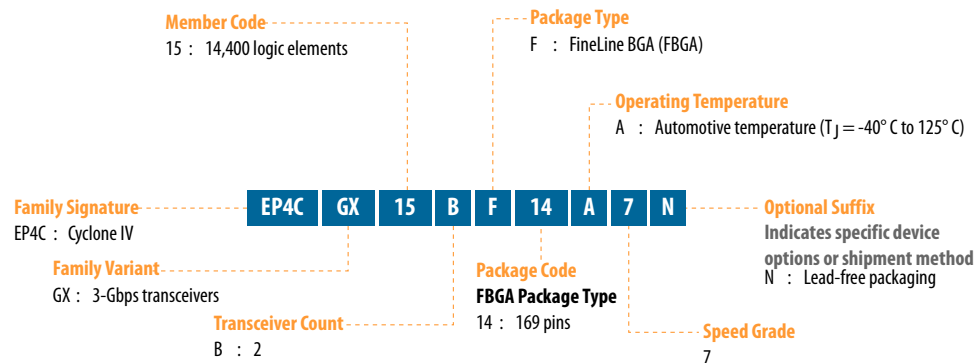 Member Code
15 : 14,400 logic elements
Package Type
F : FineLine BGA (FBGA)
Operating Temperature
A : Automotive temperature (TJ = -40° C to 125° C)
Family Signature
EP4C : Cyclone IV
EP4C GX 15 B F 14 A 7 N
Optional Suffix
Indicates specific device
options or shipment method
N : Lead-free packaging
Family Variant
GX : 3-Gbps transceivers
Package Code
FBGA Package Type
14 : 169 pins
Transceiver Count
B : 2
Speed Grade
7